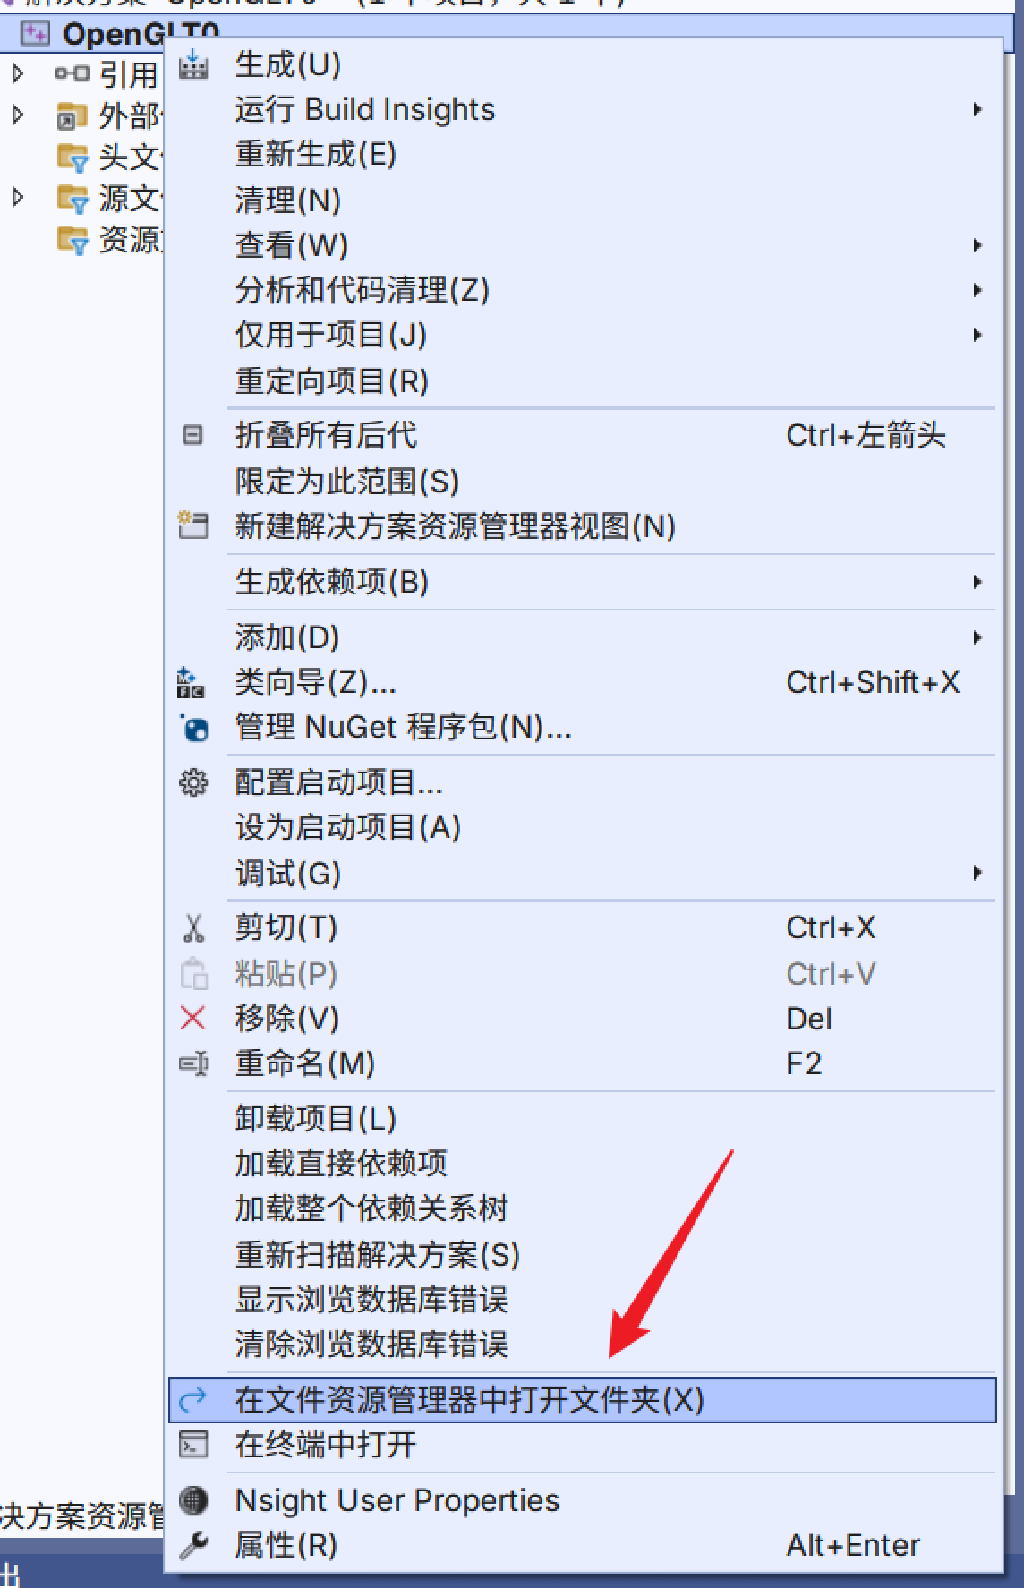 OpenGLT0
引用
外部
头文
源文
资源
生成(U)
运行 Build Insights
重新生成(E)
清理(N)
查看(W)
分析和代码清理(Z)
仅用于项目(J)
重定向项目(R)
折叠所有后代 Ctrl+左箭头
限定为此范围(S)
新建解决方案资源管理器视图(N)
生成依赖项(B)
添加(D)
类向导(Z)... Ctrl+Shift+X
管理 NuGet 程序包(N)...
配置启动项目...
设为启动项目(A)
调试(G)
剪切(T) Ctrl+X
粘贴(P) Ctrl+V
移除(V) Del
重命名(M) F2
卸载项目(L)
加载直接依赖项
加载整个依赖关系树
重新扫描解决方案(S)
显示浏览数据库错误
清除浏览数据库错误
在文件资源管理器中打开文件夹(X)
在终端中打开
Nsight User Properties
决方案资源管
属性(R) Alt+Enter
出